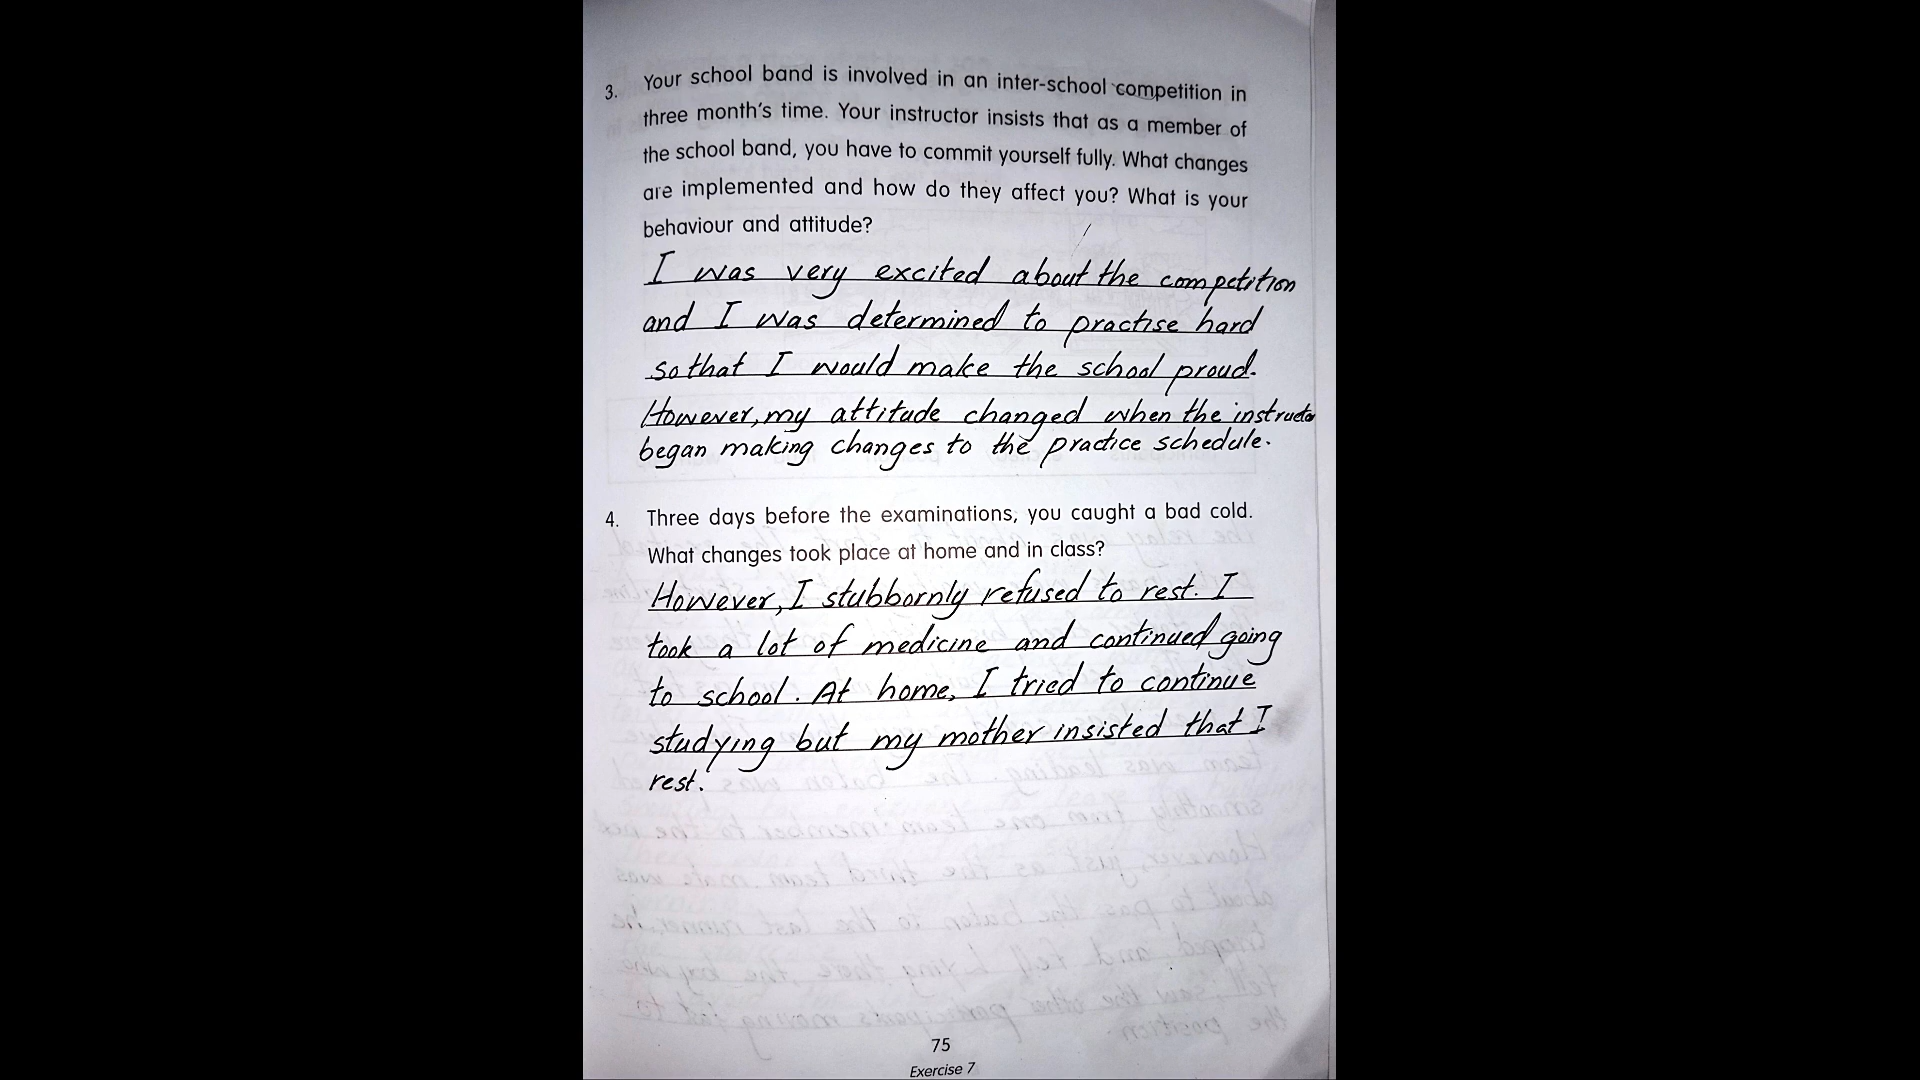 3. Your school band is involved in an inter-school competition in
three month's time. Your instructor insists that as a member of
the school band, you have to commit yourself fully. What changes
are implemented and how do they affect you? What is your
behaviour and attitude?
I was very excited about the competition
and I was determined to practise hard
so that I would make the school proud.
However, my attitude changed when the instructo
began making changes to the practice schedule.
4. Three days before the examinations, you caught a bad cold.
What changes took place at home and in class?
However, I stubbornly refused to rest. I
took a lot of medicine and continued going
to school. At home, I tried to continue
studying but my mother insisted that I
rest.
75
Exercise 7